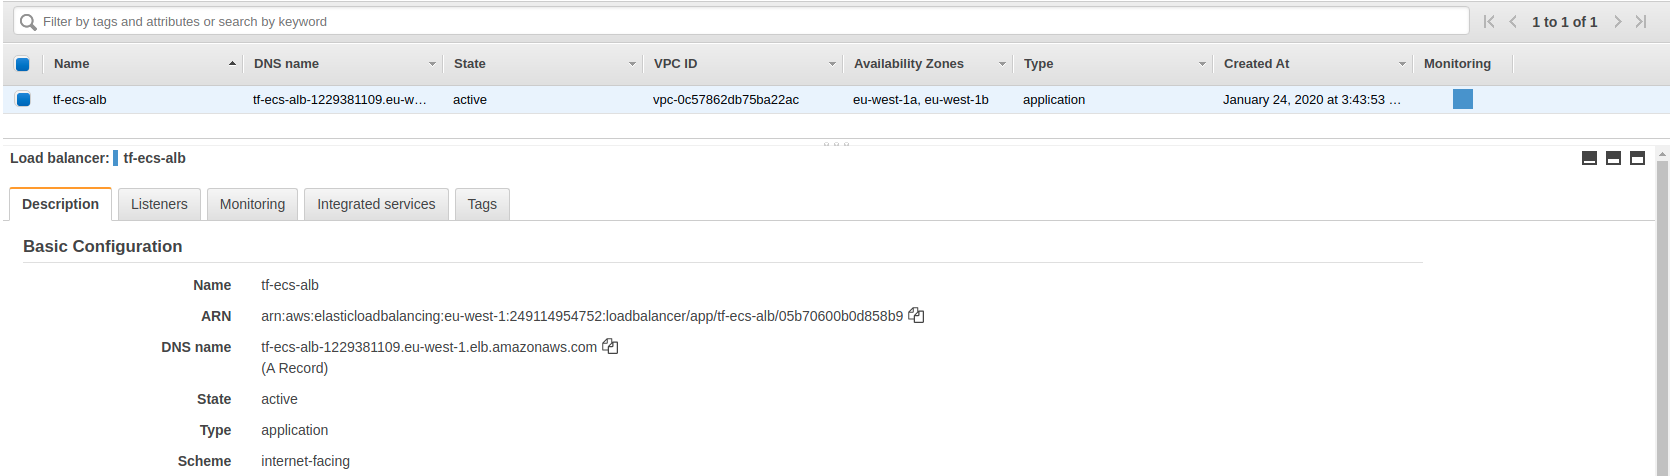 Filter by tags and attributes or search by keyword
1 to 1 of 1
Name DNS name State VPC ID Availability Zones Type Created At Monitoring
tf-ecs-alb tf-ecs-alb-1229381109.eu-w... active vpc-0c57862db75ba22ac eu-west-1a, eu-west-1b application January 24, 2020 at 3:43:53 ...
Load balancer: tf-ecs-alb
Description Listeners Monitoring Integrated services Tags
Basic Configuration
Name tf-ecs-alb
ARN arn:aws:elasticloadbalancing:eu-west-1:249114954752:loadbalancer/app/tf-ecs-alb/05b70600b0d858b9
DNS name tf-ecs-alb-1229381109.eu-west-1.elb.amazonaws.com
(A Record)
State active
Type application
Scheme internet-facing